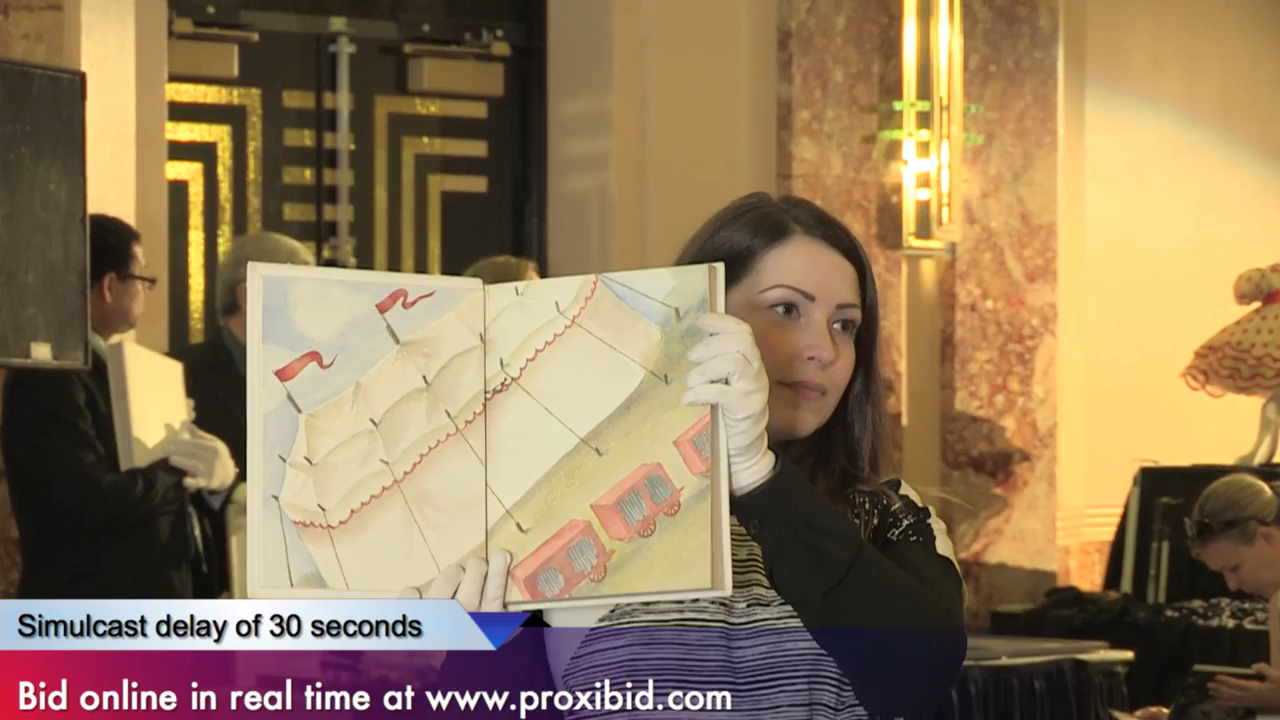 Simulcast delay of 30 seconds
Bid online in real time at www.proxibid.com